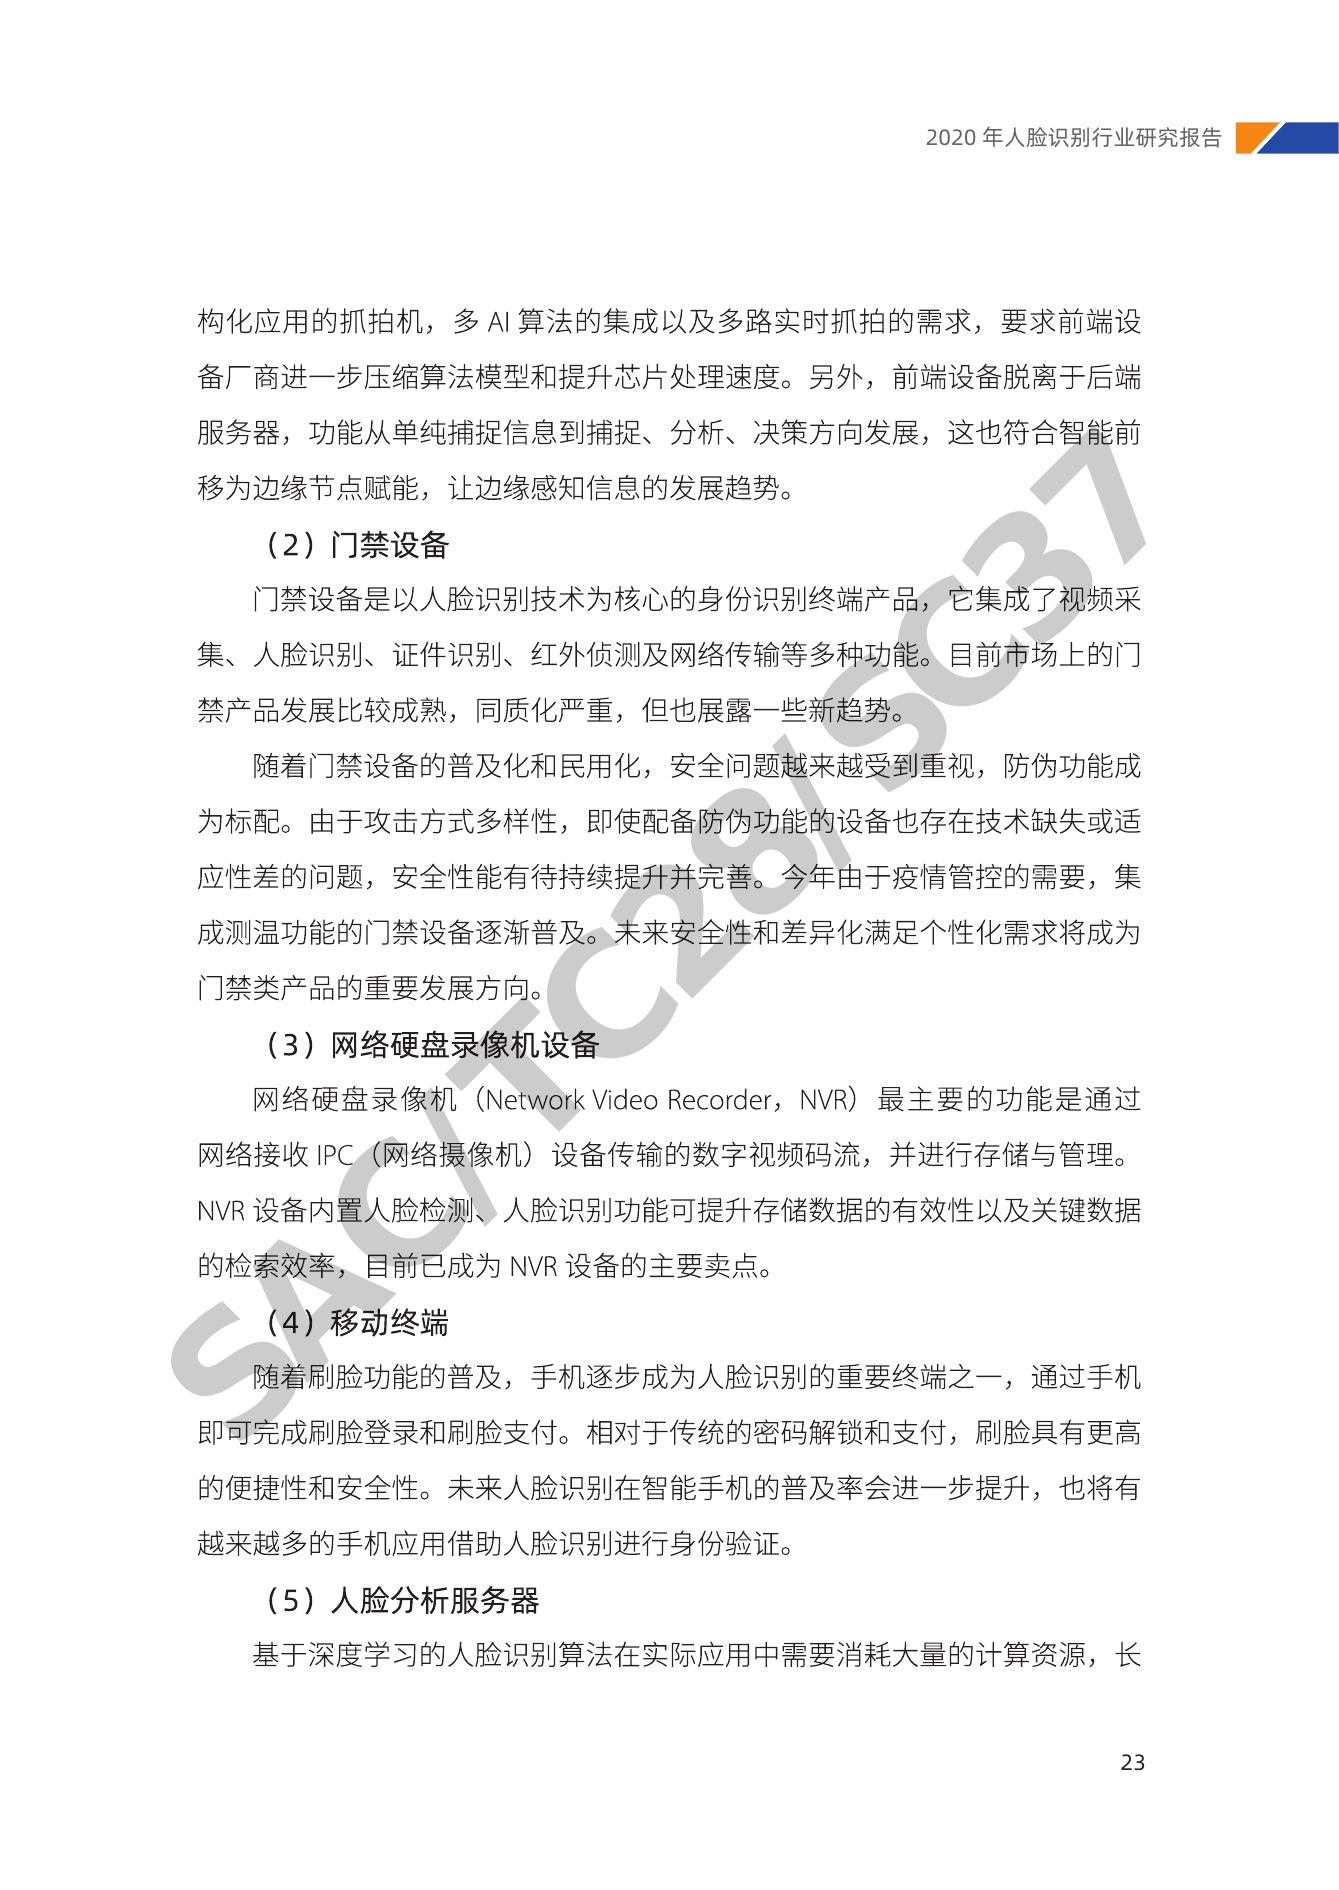 2020 年人脸识别行业研究报告
构化应用的抓拍机，多 AI 算法的集成以及多路实时抓拍的需求，要求前端设
备厂商进一步压缩算法模型和提升芯片处理速度。另外，前端设备脱离于后端
服务器，功能从单纯捕捉信息到捕捉、分析、决策方向发展，这也符合智能前
移为边缘节点赋能，让边缘感知信息的发展趋势。
（2）门禁设备
门禁设备是以人脸识别技术为核心的身份识别终端产品，它集成了视频采
集、人脸识别、证件识别、红外侦测及网络传输等多种功能。目前市场上的门
禁产品发展比较成熟，同质化严重，但也展露一些新趋势。
随着门禁设备的普及化和民用化，安全问题越来越受到重视，防伪功能成
为标配。由于攻击方式多样性，即使配备防伪功能的设备也存在技术缺失或适
应性差的问题，安全性能有待持续提升并完善。今年由于疫情管控的需要，集
成测温功能的门禁设备逐渐普及。未来安全性和差异化满足个性化需求将成为
门禁类产品的重要发展方向。
（3）网络硬盘录像机设备
网络硬盘录像机（Network Video Recorder，NVR）最主要的功能是通过
网络接收 IPC（网络摄像机）设备传输的数字视频码流，并进行存储与管理。
NVR 设备内置人脸检测、人脸识别功能可提升存储数据的有效性以及关键数据
的检索效率，目前已成为 NVR 设备的主要卖点。
（4）移动终端
随着刷脸功能的普及，手机逐步成为人脸识别的重要终端之一，通过手机
即可完成刷脸登录和刷脸支付。相对于传统的密码解锁和支付，刷脸具有更高
的便捷性和安全性。未来人脸识别在智能手机的普及率会进一步提升，也将有
越来越多的手机应用借助人脸识别进行身份验证。
（5）人脸分析服务器
基于深度学习的人脸识别算法在实际应用中需要消耗大量的计算资源，长
23
SAC/TC28/SC37